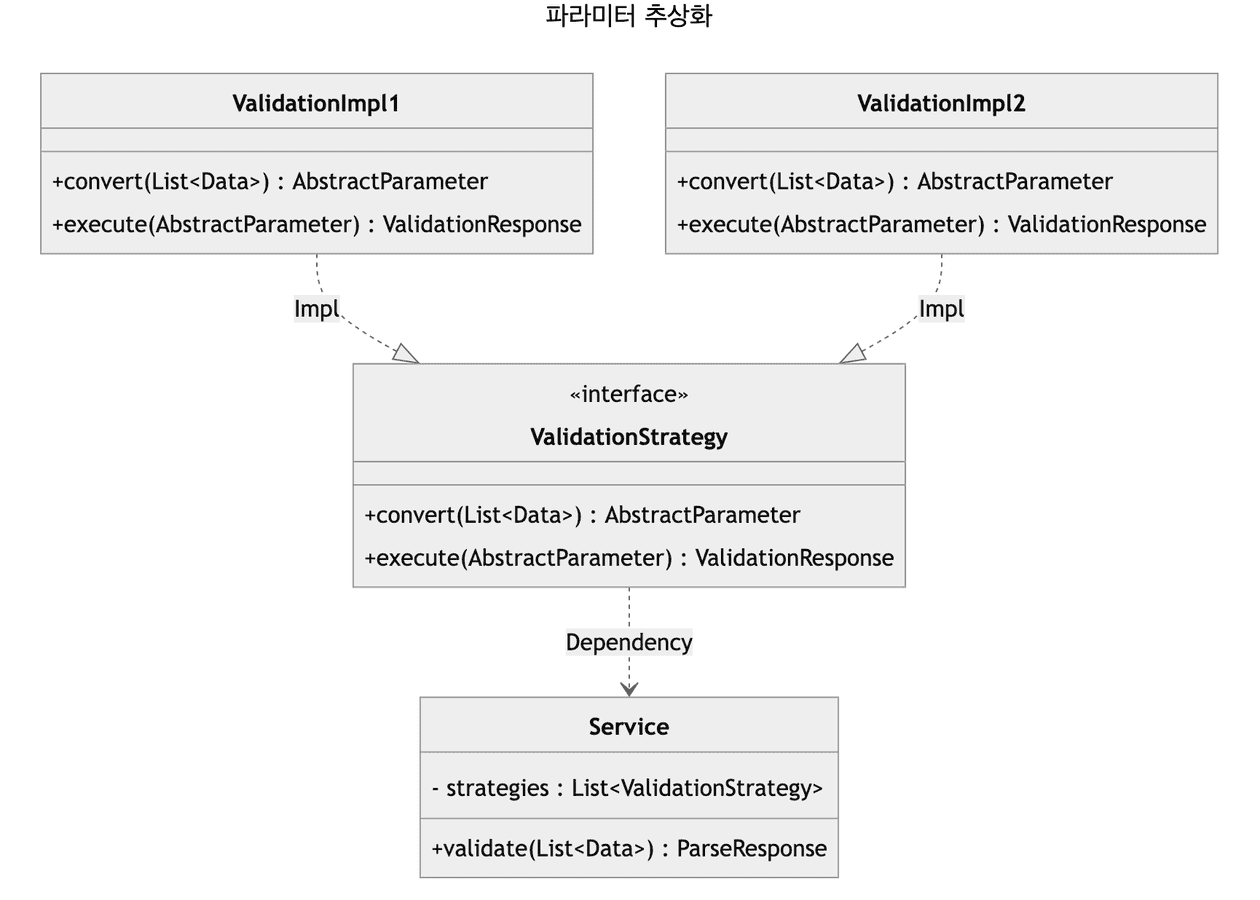 파라미터 추상화
ValidationImpl1
+convert(List<Data>) : AbstractParameter
+execute(AbstractParameter) : ValidationResponse
ValidationImpl2
+convert(List<Data>) : AbstractParameter
+execute(AbstractParameter) : ValidationResponse
Impl
Impl
«interface»
ValidationStrategy
+convert(List<Data>) : AbstractParameter
+execute(AbstractParameter) : ValidationResponse
Dependency
Service
- strategies : List<ValidationStrategy>
+validate(List<Data>) : ParseResponse